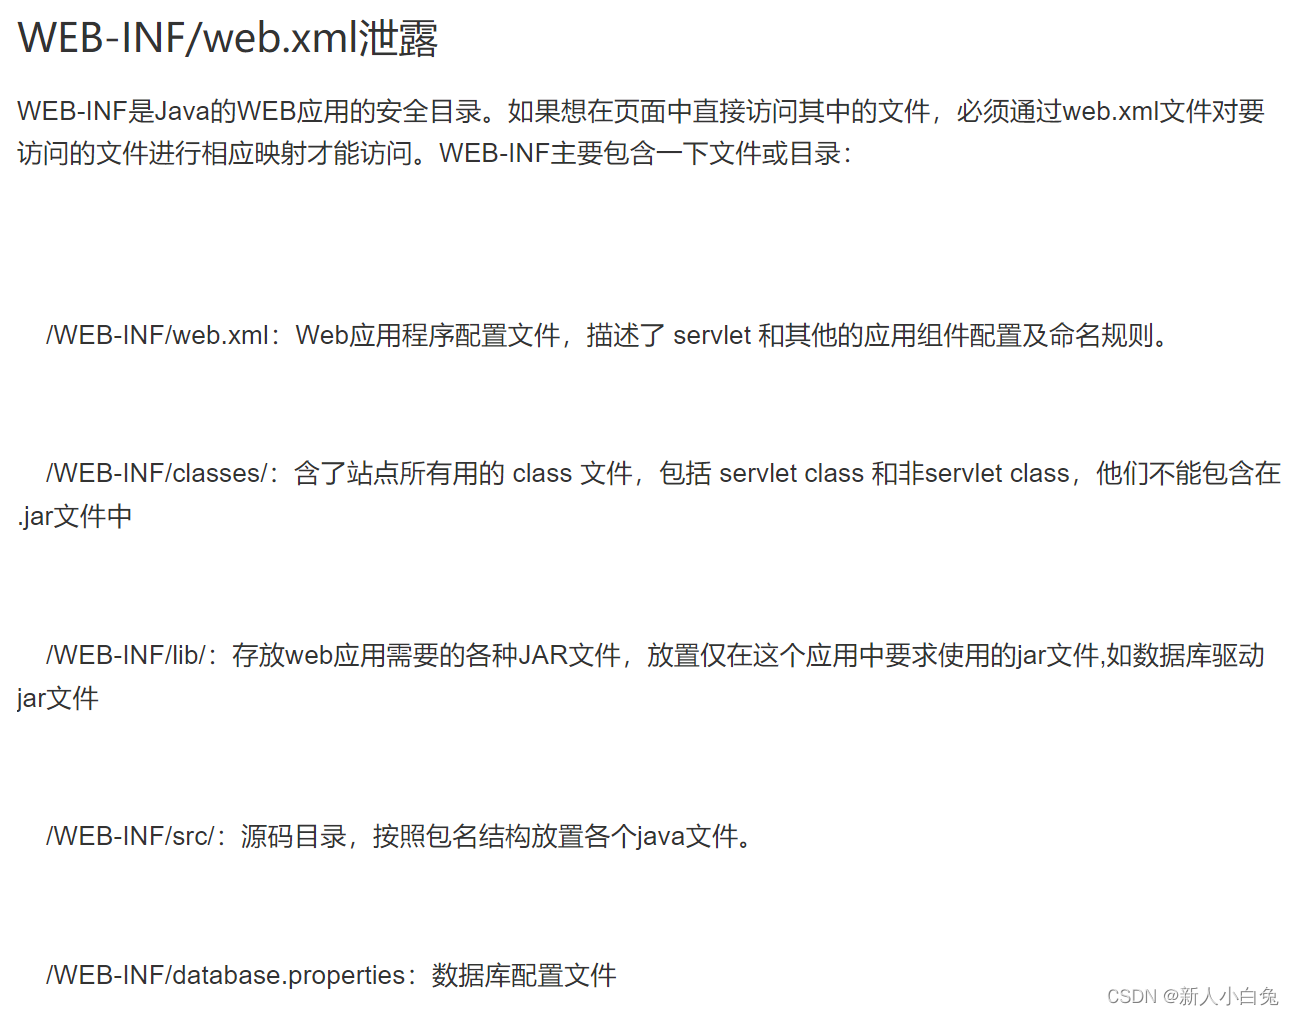 WEB-INF/web.xml泄露
WEB-INF是Java的WEB应用的安全目录。如果想在页面中直接访问其中的文件，必须通过web.xml文件对要
访问的文件进行相应映射才能访问。WEB-INF主要包含一下文件或目录：
/WEB-INF/web.xml：Web应用程序配置文件，描述了 servlet 和其他的应用组件配置及命名规则。
/WEB-INF/classes/：含了站点所有用的 class 文件，包括 servlet class 和非servlet class，他们不能包含在
.jar文件中
/WEB-INF/lib/：存放web应用需要的各种JAR文件，放置仅在这个应用中要求使用的jar文件,如数据库驱动
jar文件
/WEB-INF/src/：源码目录，按照包名结构放置各个java文件。
/WEB-INF/database.properties：数据库配置文件
CSDN @新人小白兔